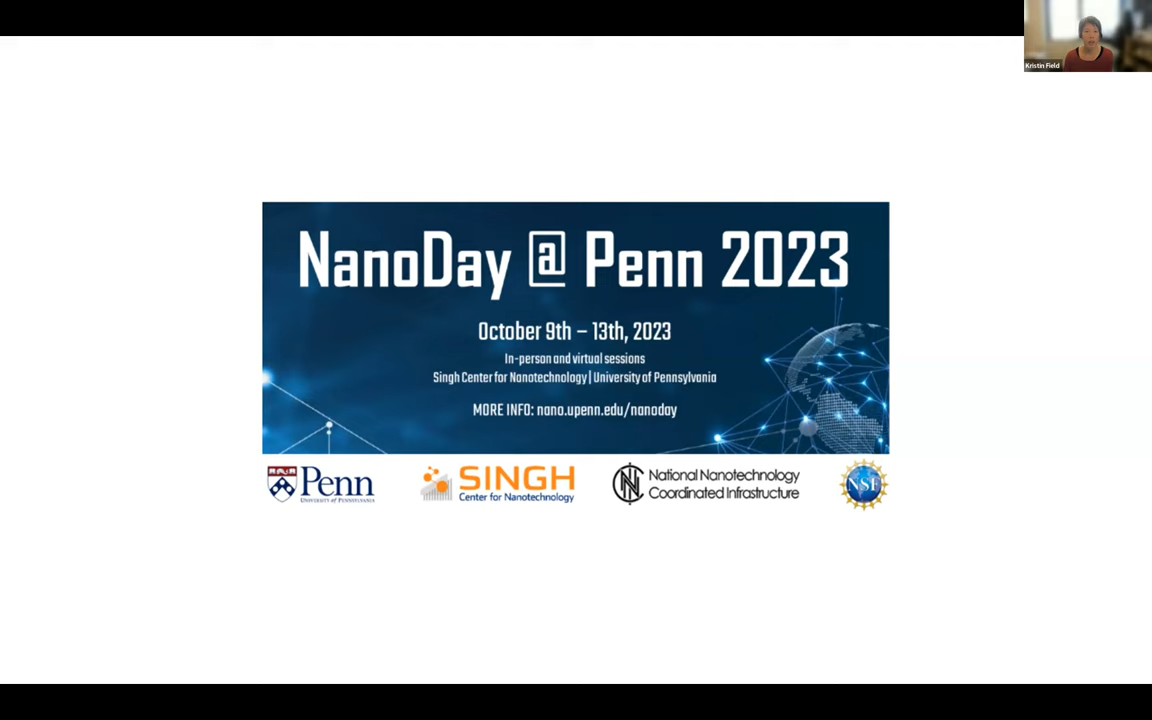 Kristin Field
NanoDay @ Penn 2023
October 9th – 13th, 2023
In-person and virtual sessions
Singh Center for Nanotechnology | University of Pennsylvania
MORE INFO: nano.upenn.edu/nanoday
Penn
UNIVERSITY OF PENNSYLVANIA
SINGH
Center for Nanotechnology
National Nanotechnology
Coordinated Infrastructure
NSF